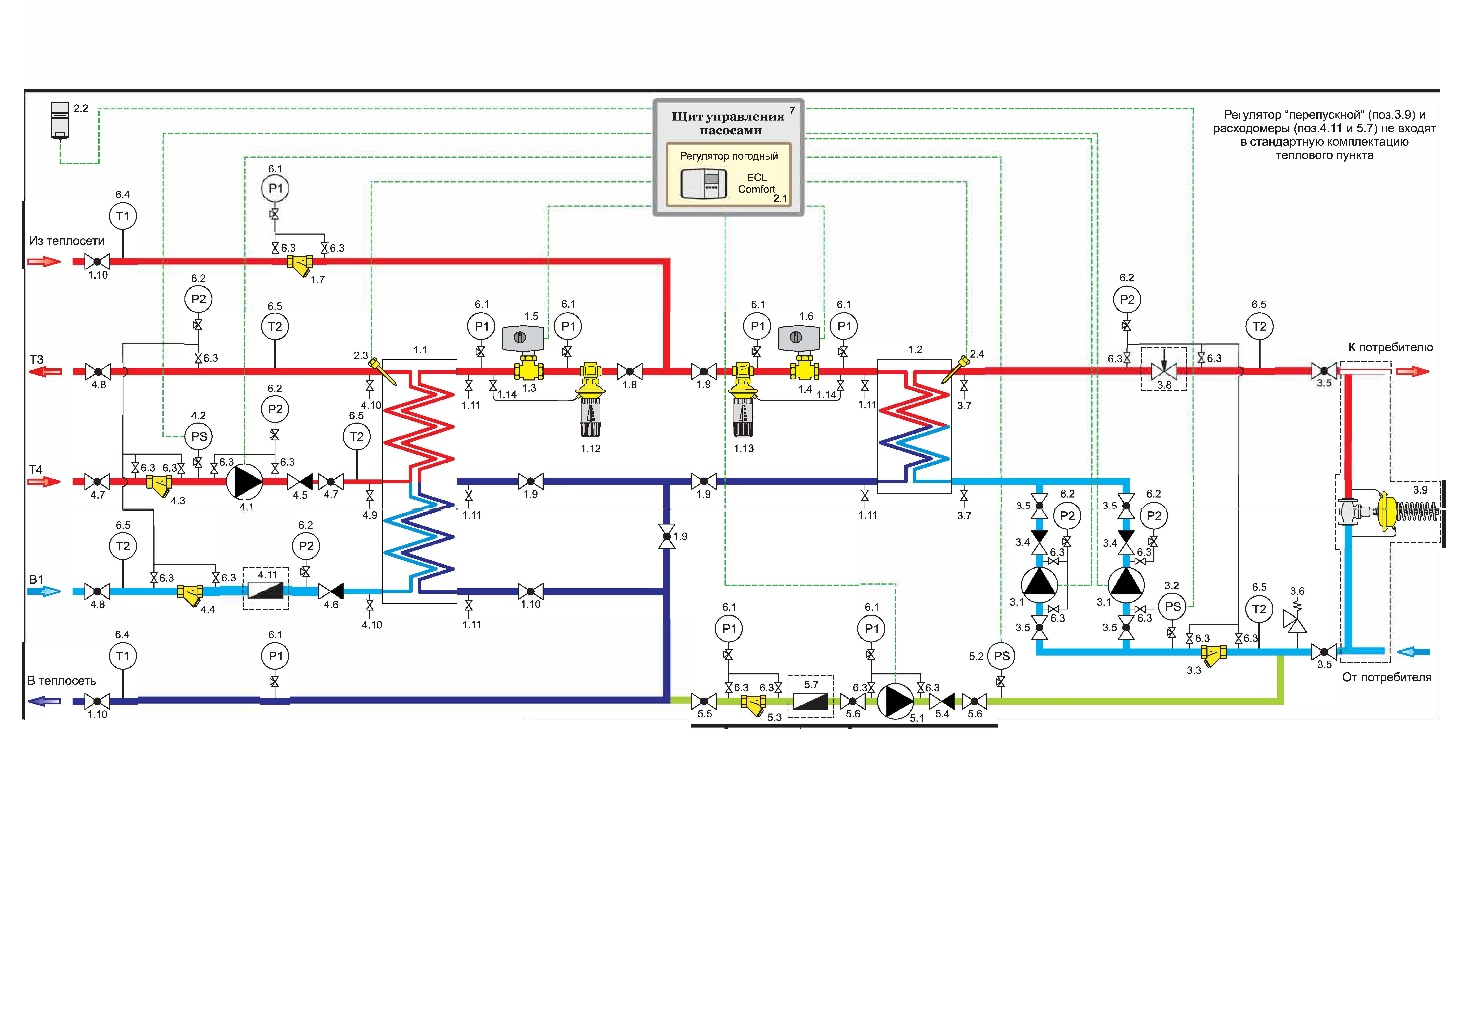 2.2
7
Щит управления
насосами
Регулятор погодный
ECL
Comfort
2.1
Регулятор "перепускной" (поз.3.9) и
расходомеры (поз.4.11 и 5.7) не входят
в стандартную комплектацию
теплового пункта
6.1
P1
6.4
T1
Из теплосети
6.3 6.3
1.10 1.7
6.2
P2
6.5
T2
6.1
P1
1.5
6.1
P1
6.1
P1
1.6
6.1
P1
6.2
P2
6.5
T2
Т3
6.3
2.3
1.1
1.2
2.4
6.3 6.3
К потребителю
4.8
4.10
1.11
1.14
1.3
1.8
1.9
1.4
1.14
1.11
3.7
3.8
3.5
6.2
P2
4.2
PS
6.5
T2
1.12
1.13
Т4
6.3 6.3
6.3 6.3
4.7
4.3
4.1
4.5
4.7
4.9
1.11
1.9
1.9
1.11
3.7
6.2
P2
6.2
P2
3.9
3.5
3.5
6.5
T2
6.2
P2
1.9
3.4
3.4
6.3
6.3
В1
6.3 6.3
4.11
4.8
4.4
4.6
4.10
1.11
1.10
3.1
3.1
3.2
PS
6.5
T2
3.6
6.3
6.3
6.4
T1
6.1
P1
6.1
P1
6.1
P1
3.5
3.5
6.3 6.3
3.3
3.5
5.2 PS
В теплосеть
От потребителя
1.10
6.3 6.3
5.7
6.3 6.3
5.5
5.3
5.6
5.1
5.4
5.6